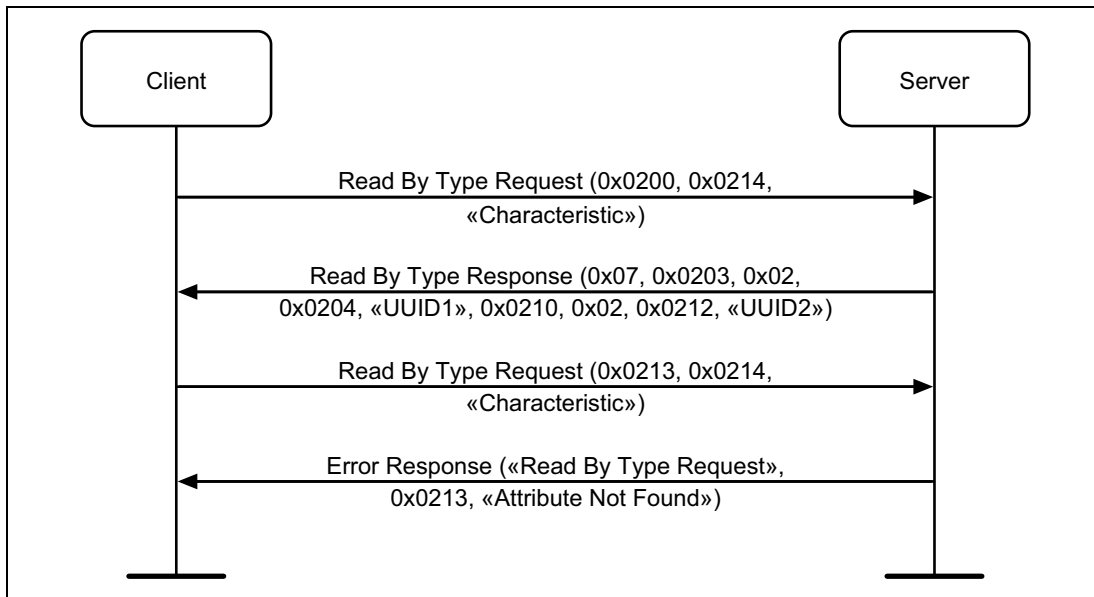 Client
Server
Read By Type Request (0x0200, 0x0214,
«Characteristic»)
Read By Type Response (0x07, 0x0203, 0x02,
0x0204, «UUID1», 0x0210, 0x02, 0x0212, «UUID2»)
Read By Type Request (0x0213, 0x0214,
«Characteristic»)
Error Response («Read By Type Request»,
0x0213, «Attribute Not Found»)